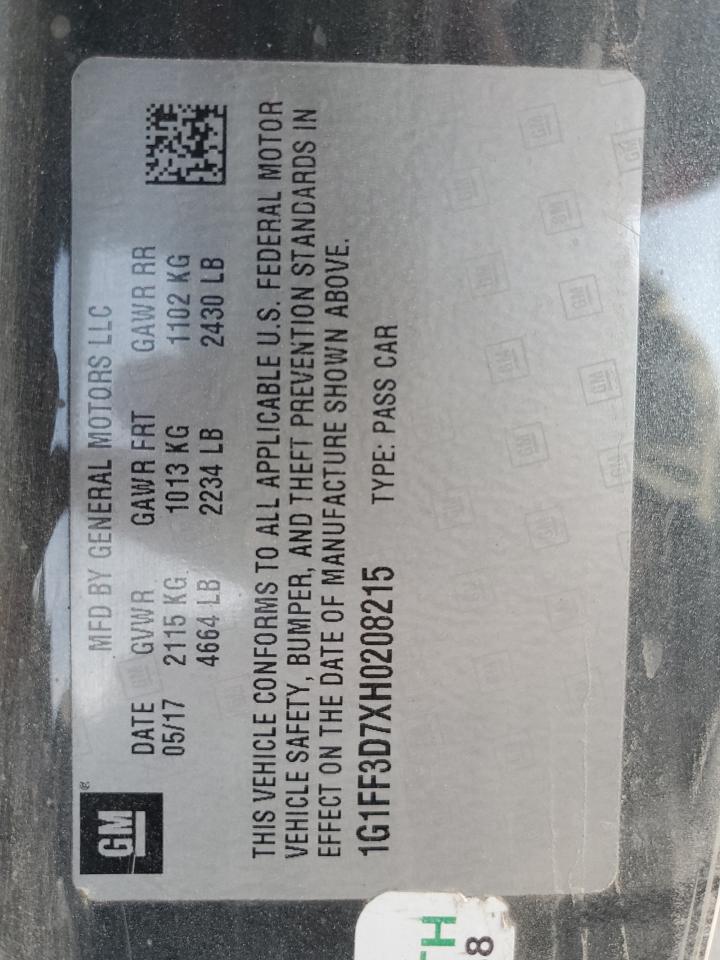 GM®
MFD BY GENERAL MOTORS LLC
DATE GVWR GAWR FRT GAWR RR
05/17 2115 KG 1013 KG 1102 KG
4664 LB 2234 LB 2430 LB
THIS VEHICLE CONFORMS TO ALL APPLICABLE U.S. FEDERAL MOTOR
VEHICLE SAFETY, BUMPER, AND THEFT PREVENTION STANDARDS IN
EFFECT ON THE DATE OF MANUFACTURE SHOWN ABOVE.
1G1FF3D7XH0208215 TYPE: PASS CAR
TH
8